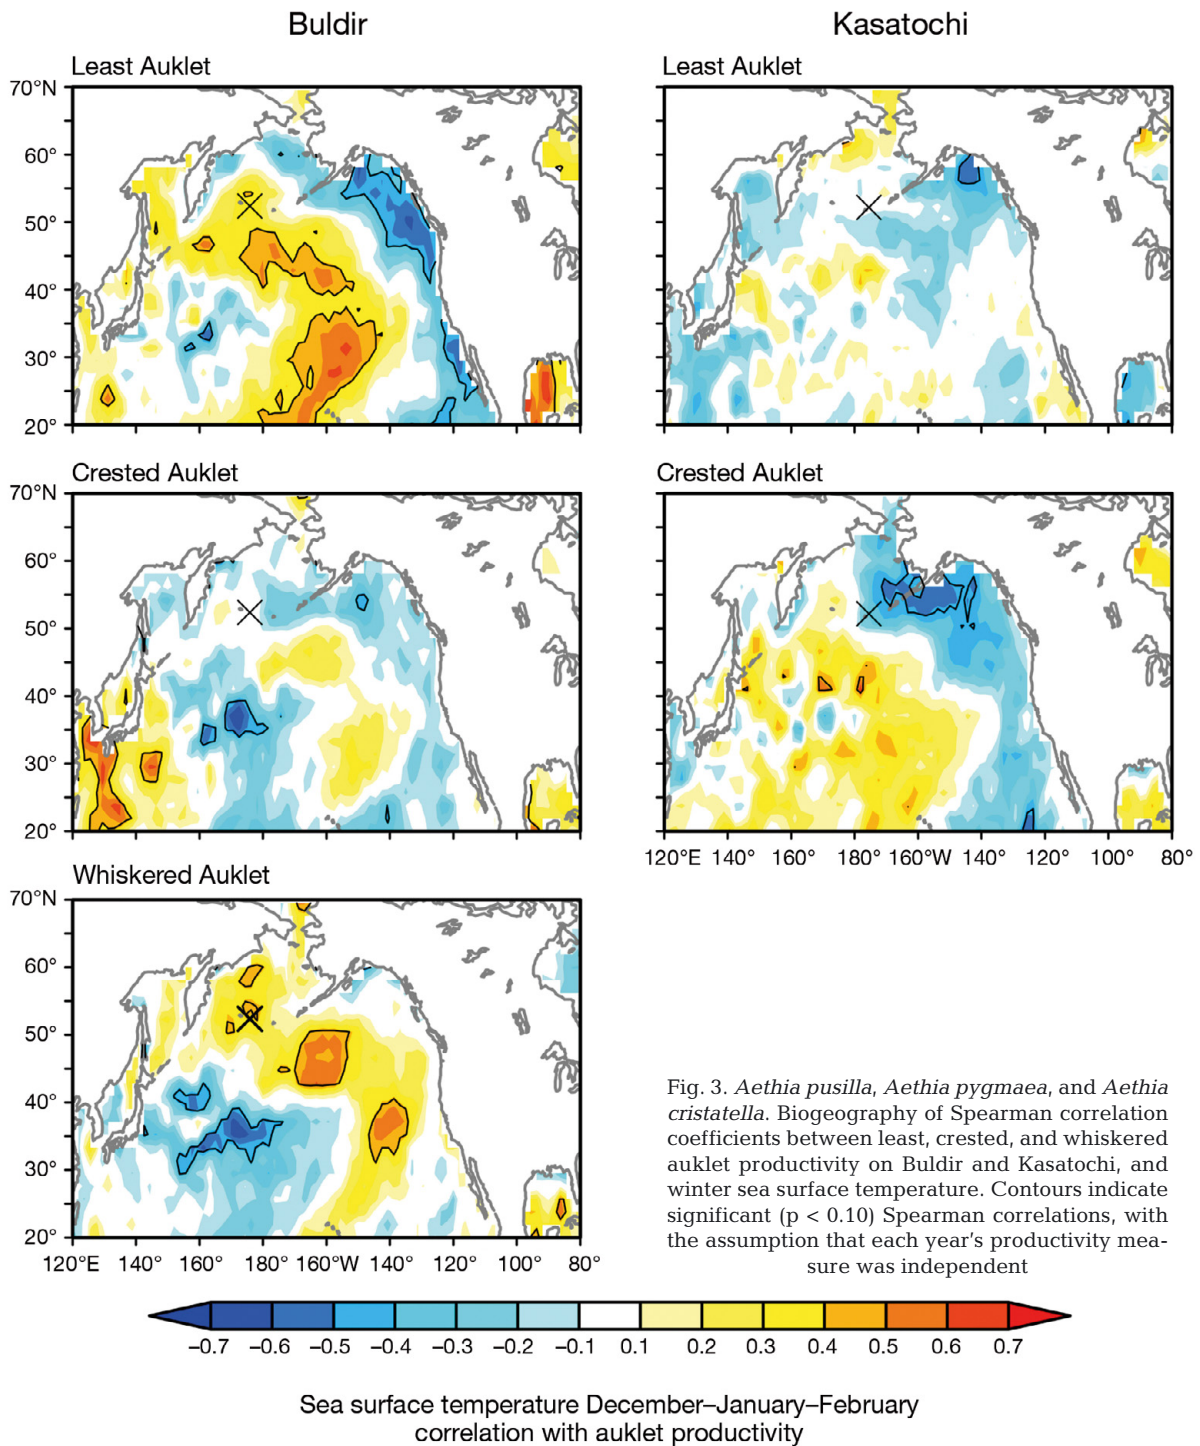 Buldir
Kasatochi
Least Auklet
Least Auklet
70°N
60°
50°
40°
30°
20°
Crested Auklet
Crested Auklet
70°N
60°
50°
40°
30°
20°
120°E 140° 160° 180° 160°W 140° 120° 100° 80°
Whiskered Auklet
70°N
60°
50°
40°
30°
20°
120°E 140° 160° 180° 160°W 140° 120° 100° 80°
Fig. 3. Aethia pusilla, Aethia pygmaea, and Aethia
cristatella. Biogeography of Spearman correlation
coefficients between least, crested, and whiskered
auklet productivity on Buldir and Kasatochi, and
winter sea surface temperature. Contours indicate
significant (p < 0.10) Spearman correlations, with
the assumption that each year's productivity mea-
sure was independent
–0.7 –0.6 –0.5 –0.4 –0.3 –0.2 –0.1 0.1 0.2 0.3 0.4 0.5 0.6 0.7
Sea surface temperature December–January–February
correlation with auklet productivity